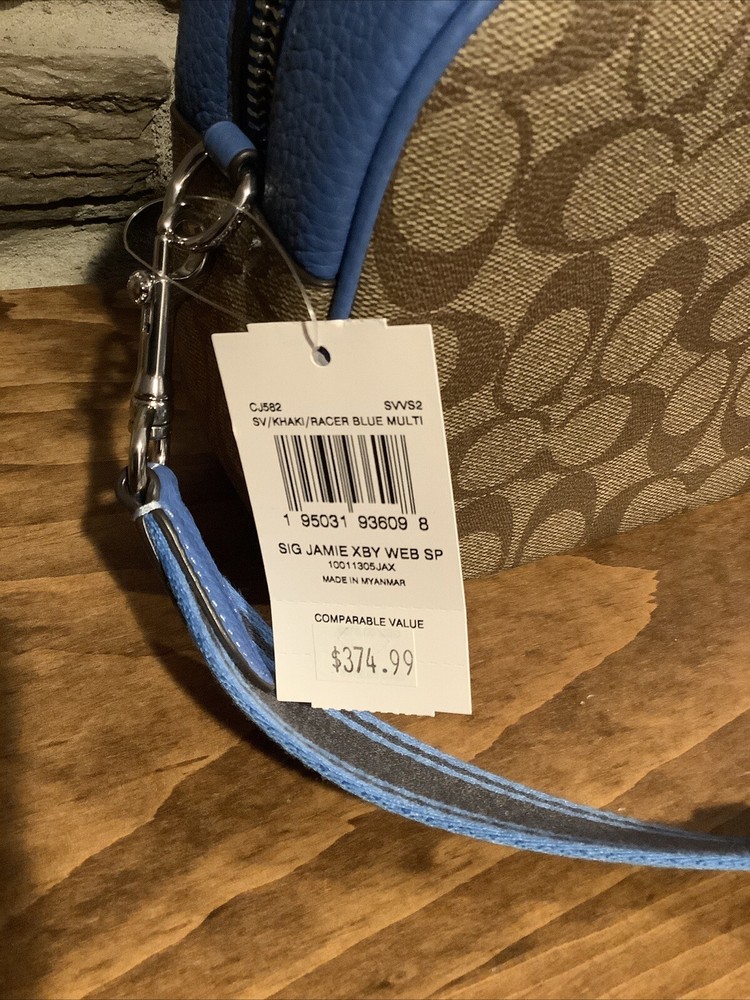 CJ582 SVVS2
SV/KHAKI/RACER BLUE MULTI
1 95031 93609 8
SIG JAMIE XBY WEB SP
10011305JAX
MADE IN MYANMAR
COMPARABLE VALUE
$374.99